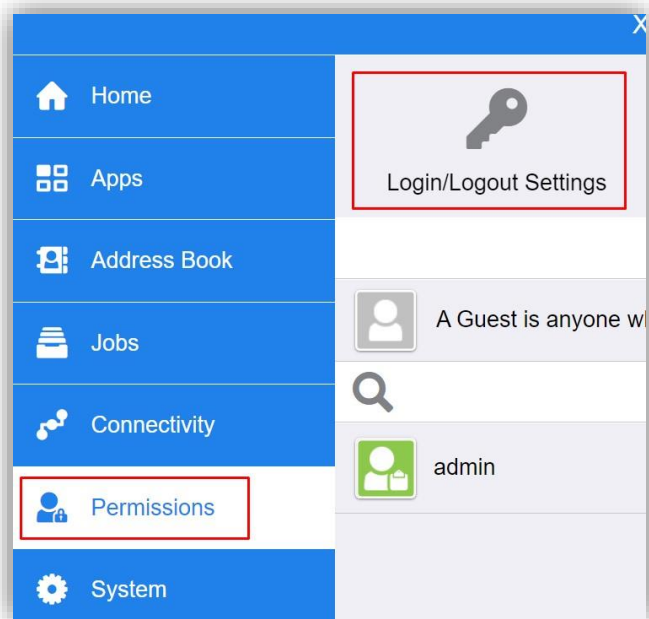 X
Home
Login/Logout Settings
Apps
Address Book
A Guest is anyone
Jobs
Connectivity
admin
Permissions
System